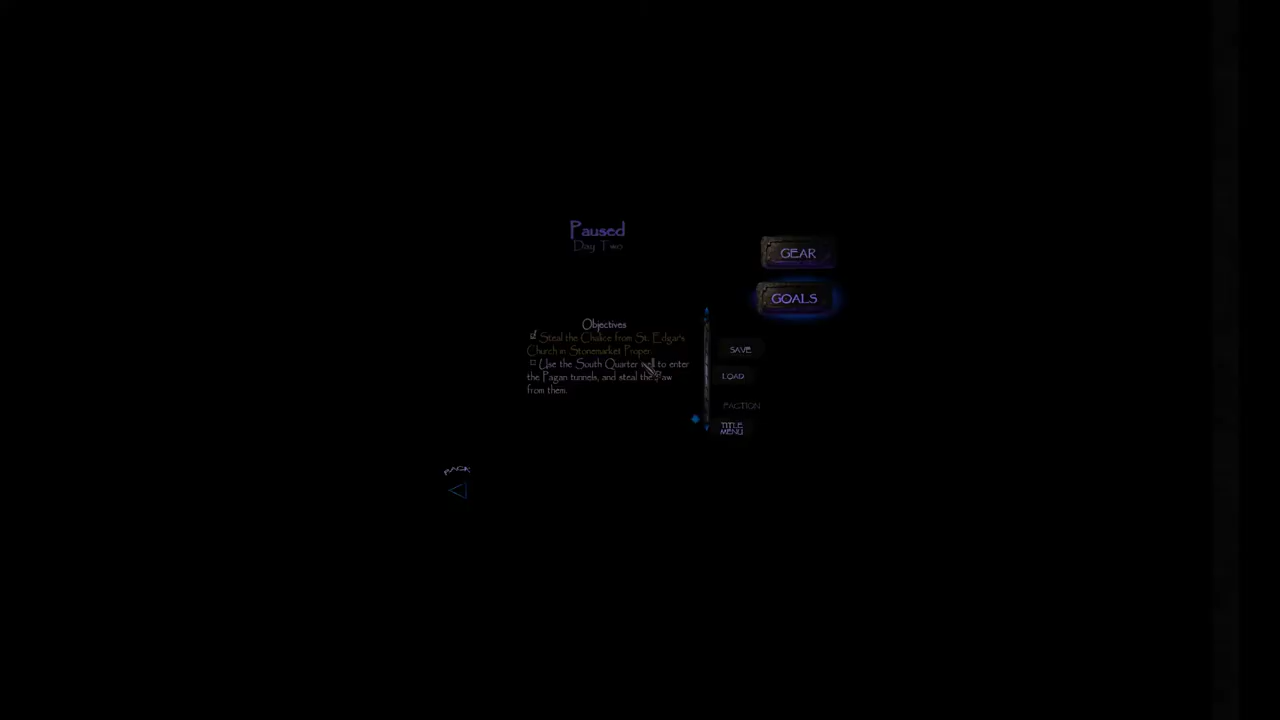 Paused
Day Two
GEAR
GOALS
Objectives
Steal the Chalice from St. Edgar's
Church in Stonemarket Proper
Use the South Quarter well to enter
the Pagan tunnels, and steal the Paw
from them.
SAVE
LOAD
FACTION
TITLE
MENU
BACK